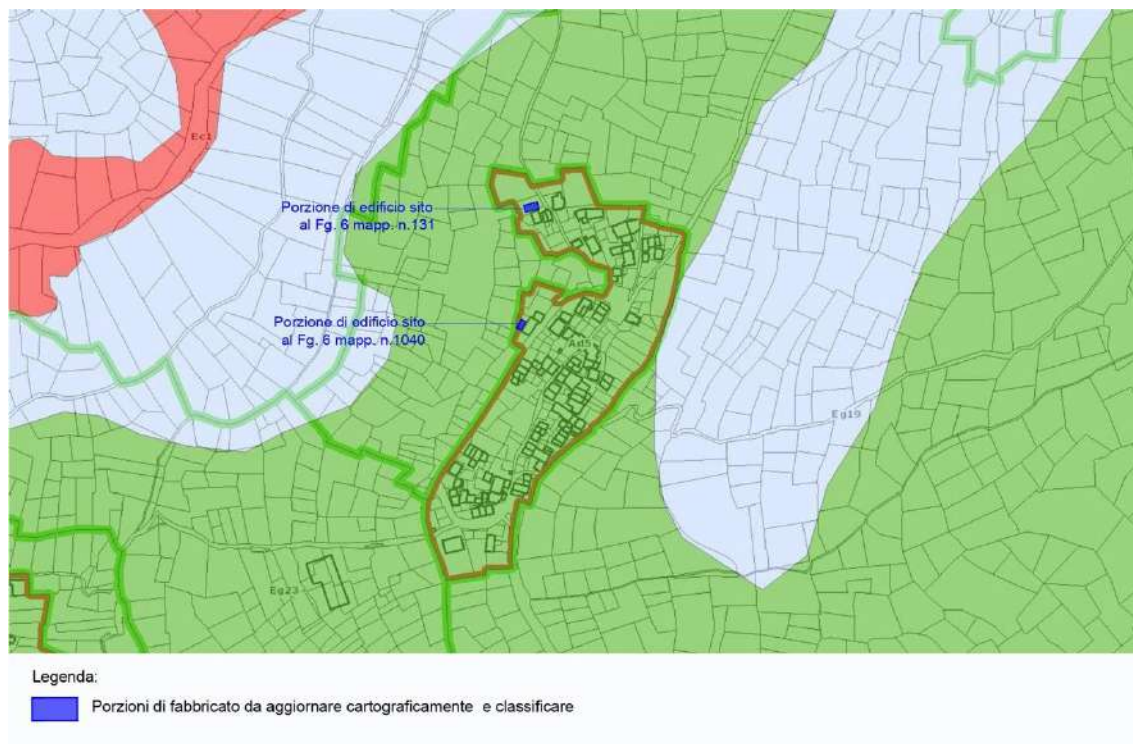 Ec1
Porzione di edificio sito
al Fg. 6 mapp. n.131
Porzione di edificio sito
al Fg. 6 mapp. n.1040
Ad5
Eg19
Eg23
Legenda:
Porzioni di fabbricato da aggiornare cartograficamente e classificare